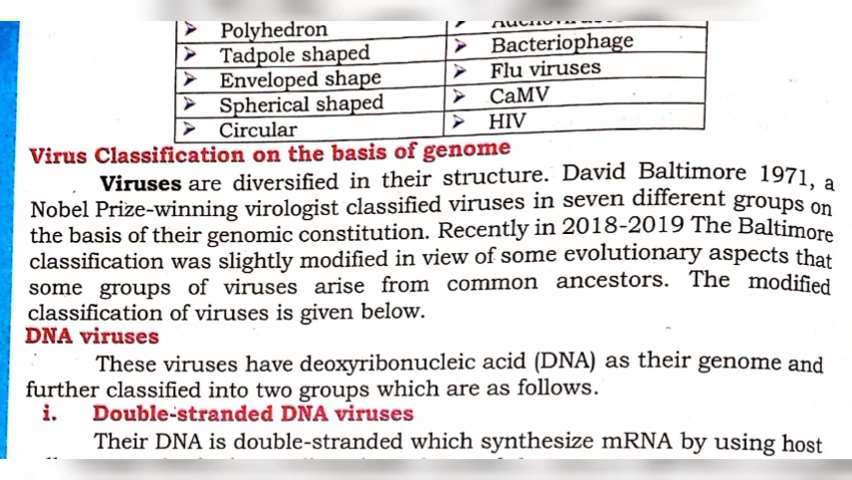 ➤ Polyhedron
➤ Adenoviruses
➤ Tadpole shaped
➤ Bacteriophage
➤ Enveloped shape
➤ Flu viruses
➤ Spherical shaped
➤ CaMV
➤ Circular
➤ HIV
Virus Classification on the basis of genome
Viruses are diversified in their structure. David Baltimore 1971, a
Nobel Prize-winning virologist classified viruses in seven different groups on
the basis of their genomic constitution. Recently in 2018-2019 The Baltimore
classification was slightly modified in view of some evolutionary aspects that
some groups of viruses arise from common ancestors. The modified
classification of viruses is given below.
DNA viruses
These viruses have deoxyribonucleic acid (DNA) as their genome and
further classified into two groups which are as follows.
i. Double-stranded DNA viruses
Their DNA is double-stranded which synthesize mRNA by using host